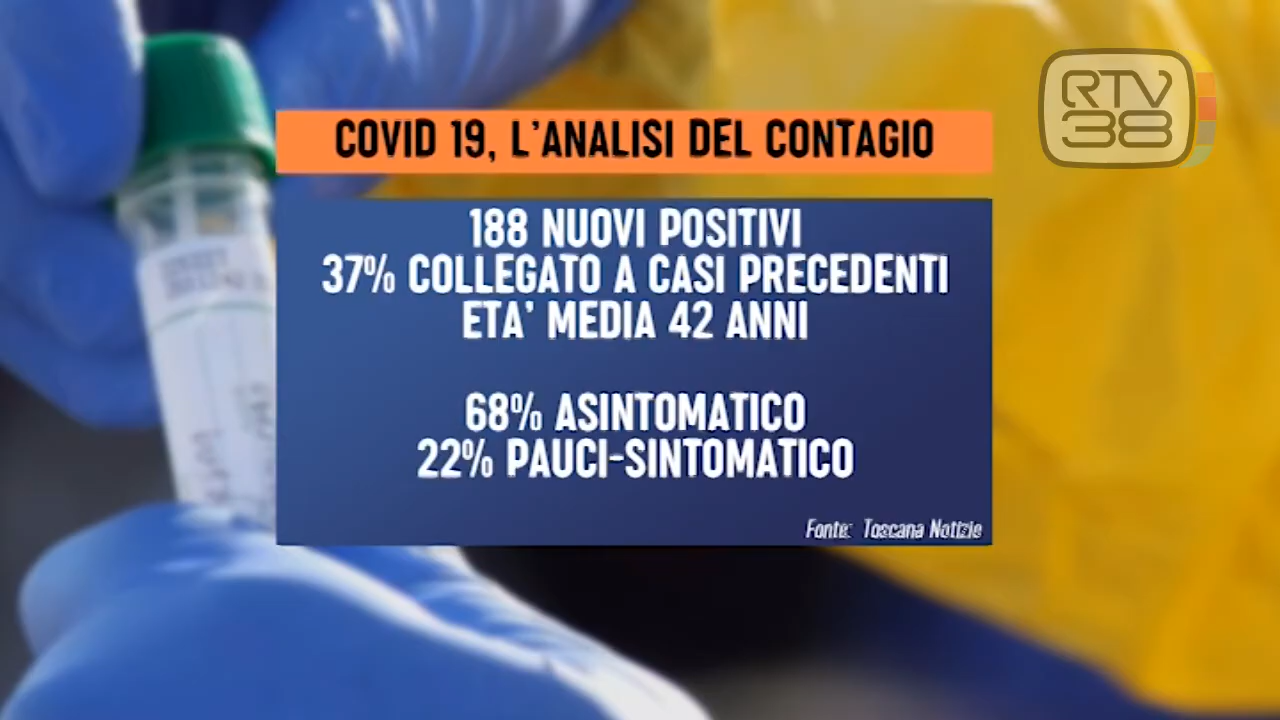 RTV
38
COVID 19, L'ANALISI DEL CONTAGIO
188 NUOVI POSITIVI
37% COLLEGATO A CASI PRECEDENTI
ETA' MEDIA 42 ANNI
68% ASINTOMATICO
22% PAUCI-SINTOMATICO
Fonte: Toscana Notizie